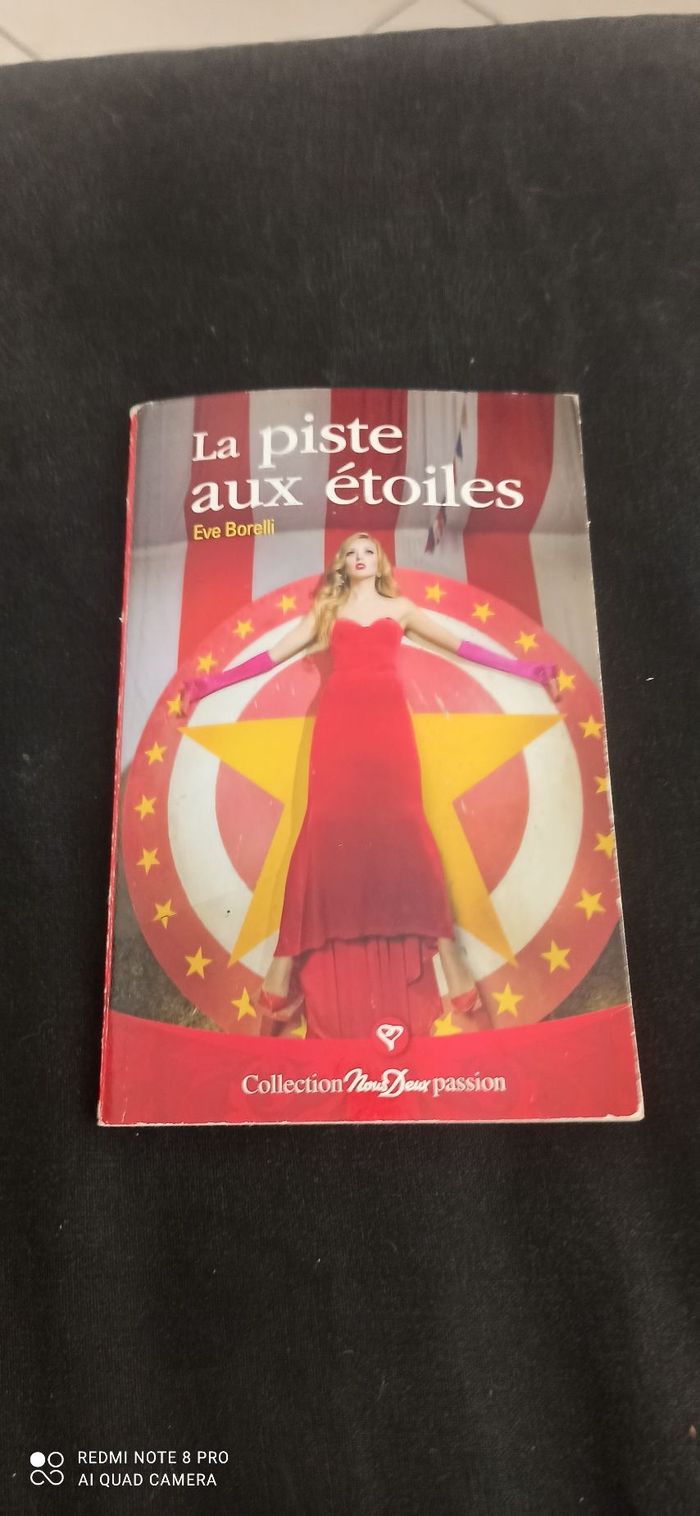 La piste
aux étoiles
Eve Borelli
Collection Nous Deux passion
REDMI NOTE 8 PRO
AI QUAD CAMERA